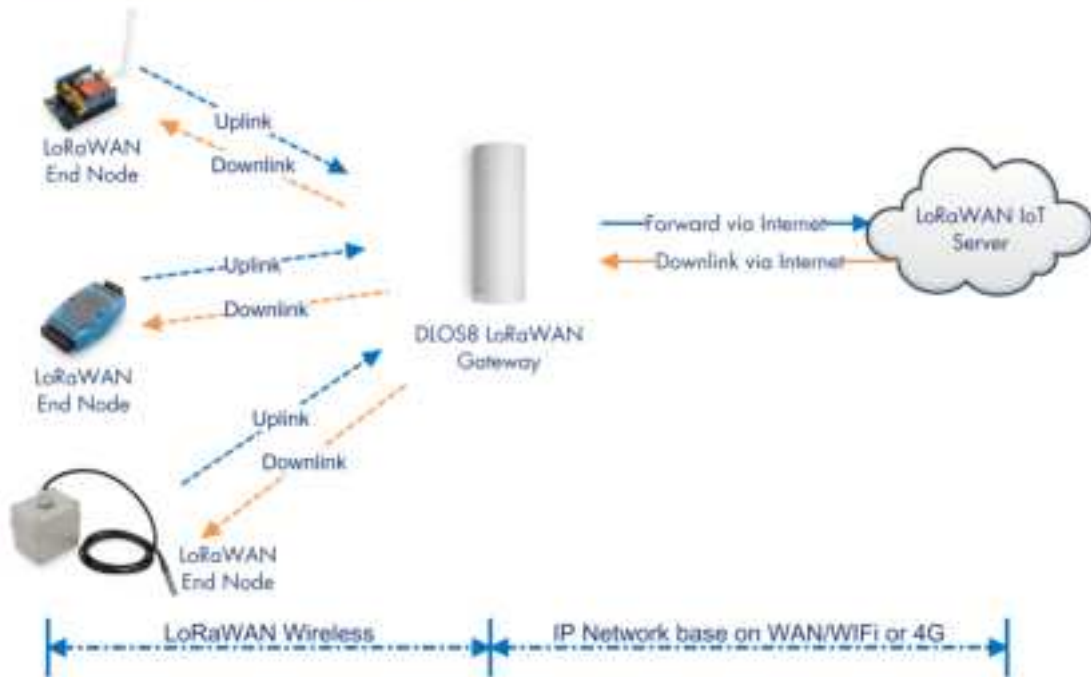 LoRaWAN
End Node
Uplink
Downlink
LoRaWAN
End Node
Uplink
Downlink
LoRaWAN
End Node
Uplink
Downlink
DLOS8 LoRaWAN
Gateway
Forward via Internet
Downlink via Internet
LoRaWAN IoT
Server
LoRaWAN Wireless
IP Network base on WAN/WIFi or 4G